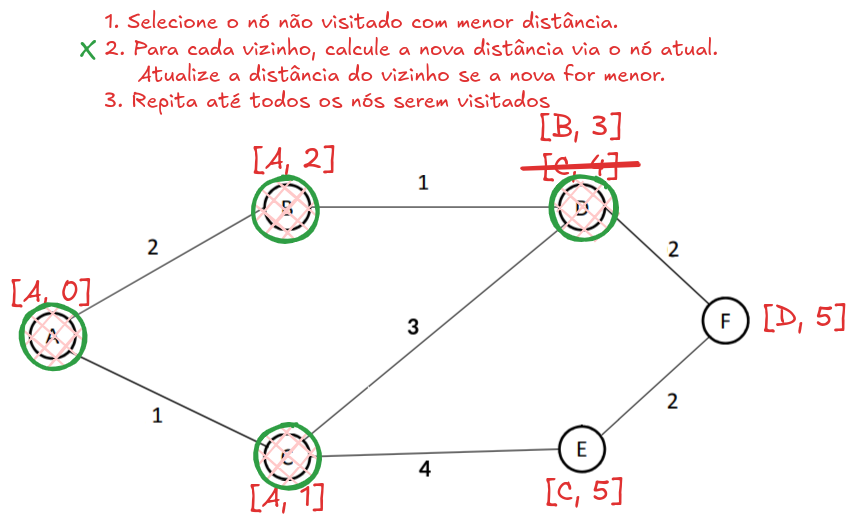 1. Selecione o nó não visitado com menor distância.
x 2. Para cada vizinho, calcule a nova distância via o nó atual.
Atualize a distância do vizinho se a nova for menor.
3. Repita até todos os nós serem visitados
[B, 3]
[A, 2]
[C, 4]
1
B
D
2
2
[A, 0]
F
[D, 5]
A
3
1
2
C
E
4
[A, 1]
[C, 5]